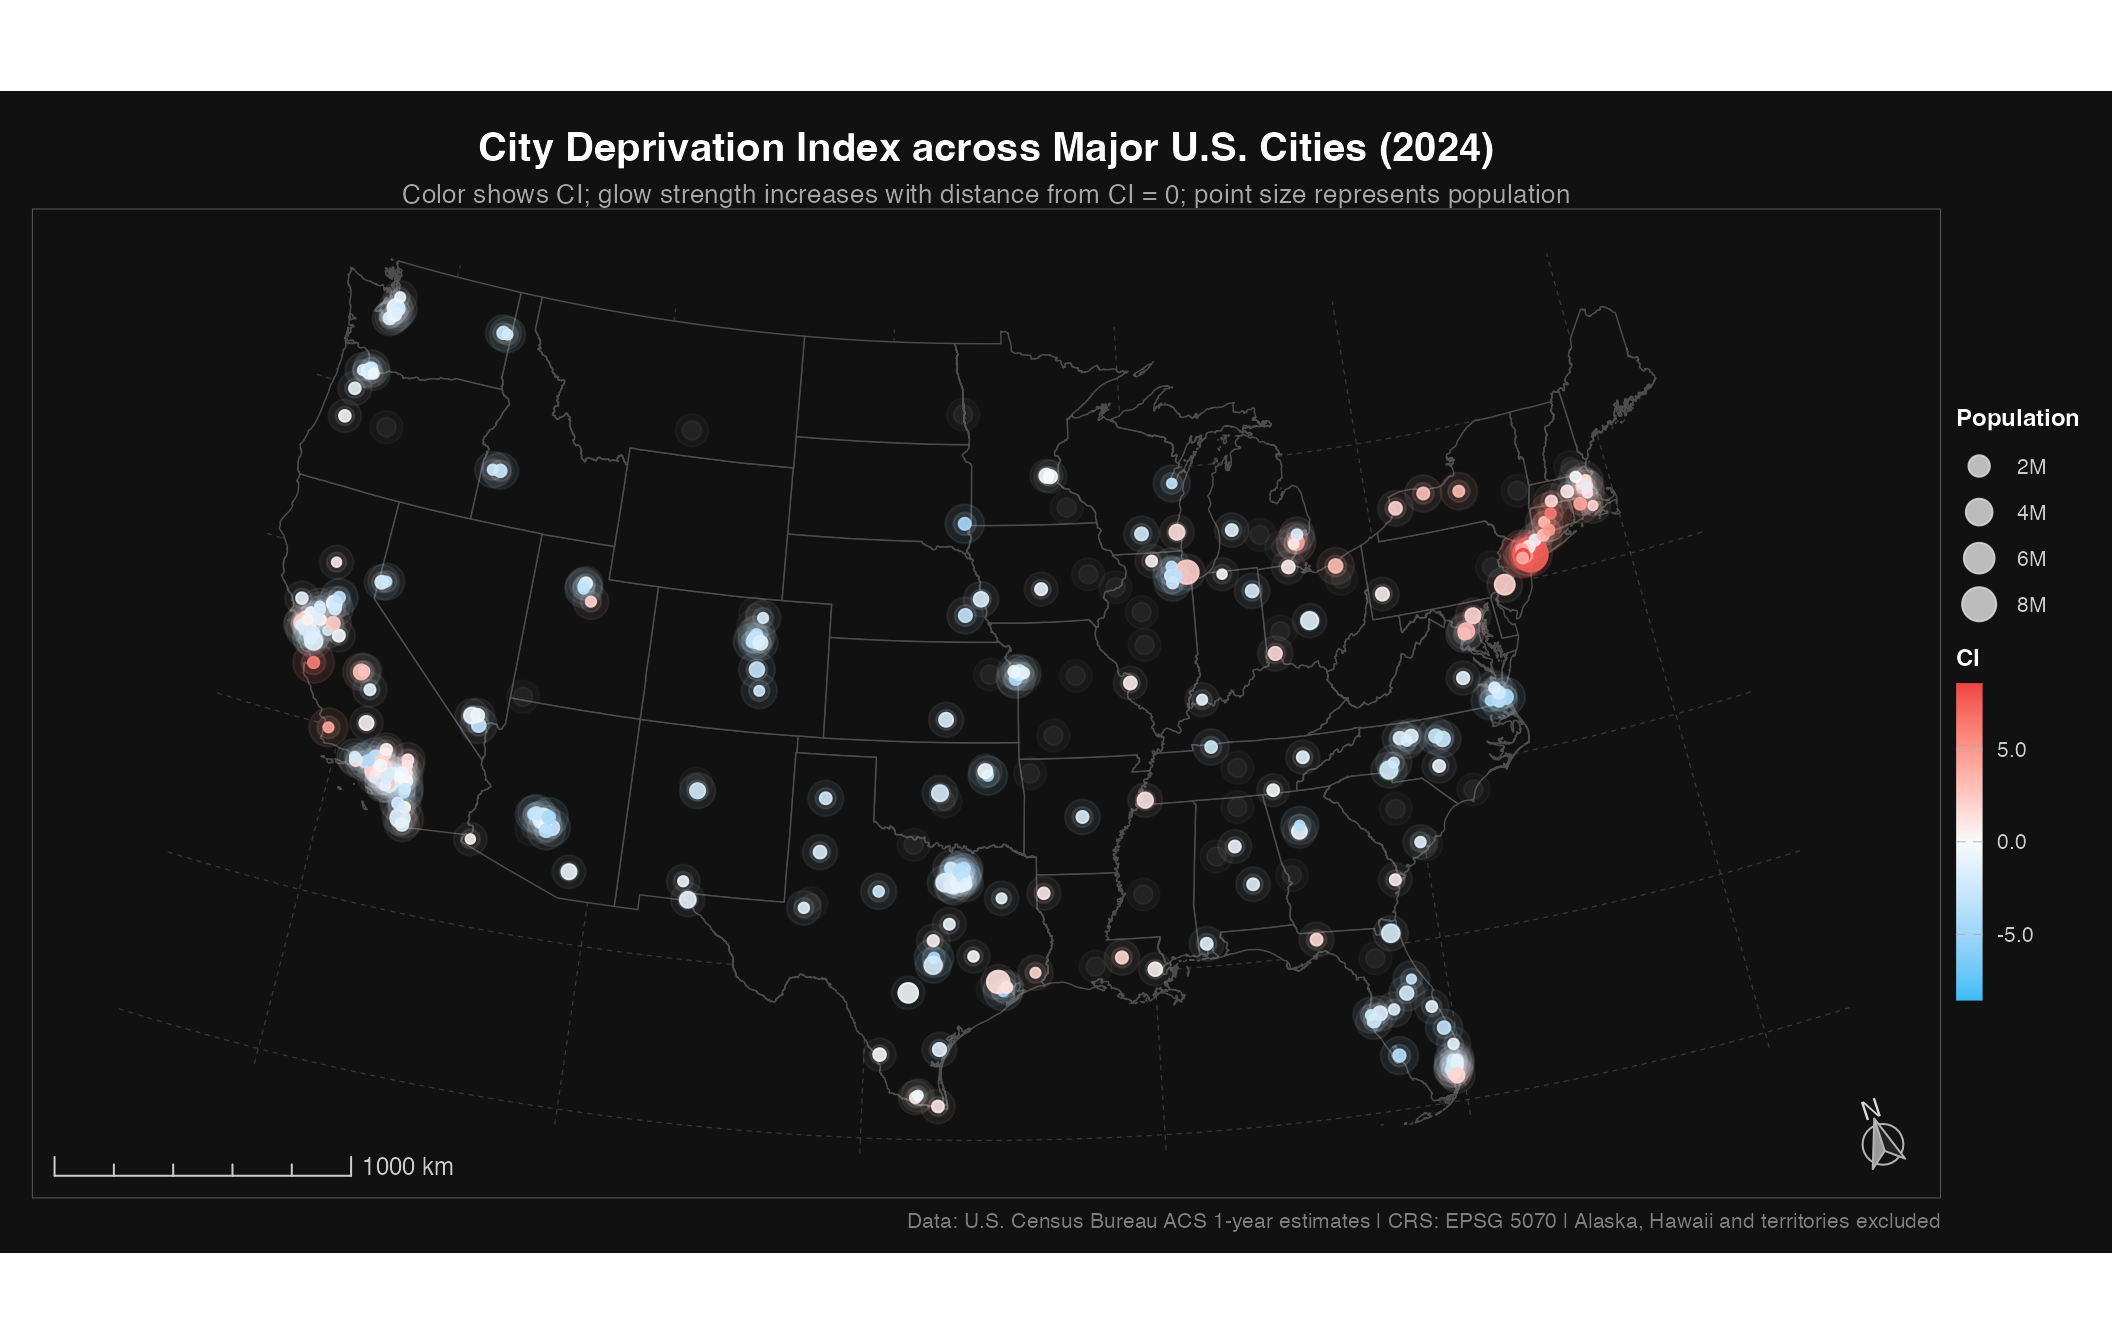 City Deprivation Index across Major U.S. Cities (2024)
Color shows CI; glow strength increases with distance from CI = 0; point size represents population
Population
2M
4M
6M
8M
CI
5.0
0.0
-5.0
N
1000 km
Data: U.S. Census Bureau ACS 1-year estimates | CRS: EPSG 5070 | Alaska, Hawaii and territories excluded